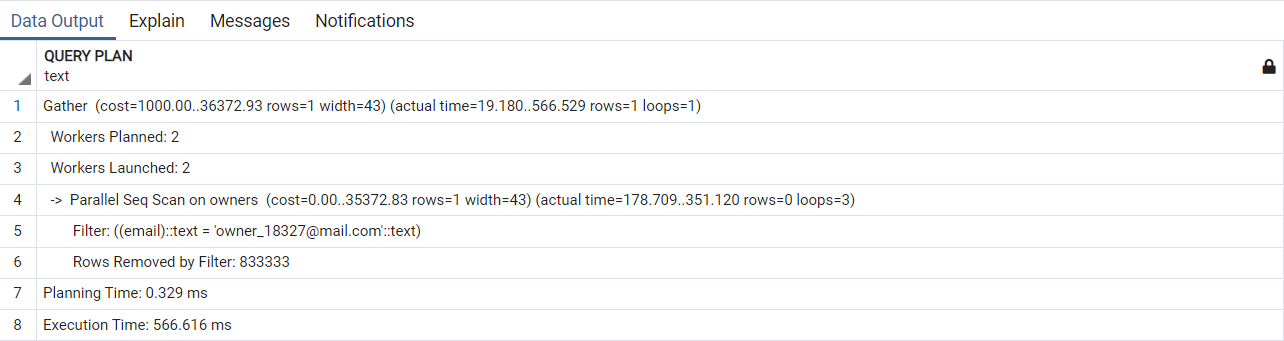 Data Output Explain Messages Notifications
QUERY PLAN
text
1 Gather (cost=1000.00..36372.93 rows=1 width=43) (actual time=19.180..566.529 rows=1 loops=1)
2 Workers Planned: 2
3 Workers Launched: 2
4 -> Parallel Seq Scan on owners (cost=0.00..35372.83 rows=1 width=43) (actual time=178.709..351.120 rows=0 loops=3)
5 Filter: ((email)::text = 'owner_18327@mail.com'::text)
6 Rows Removed by Filter: 833333
7 Planning Time: 0.329 ms
8 Execution Time: 566.616 ms